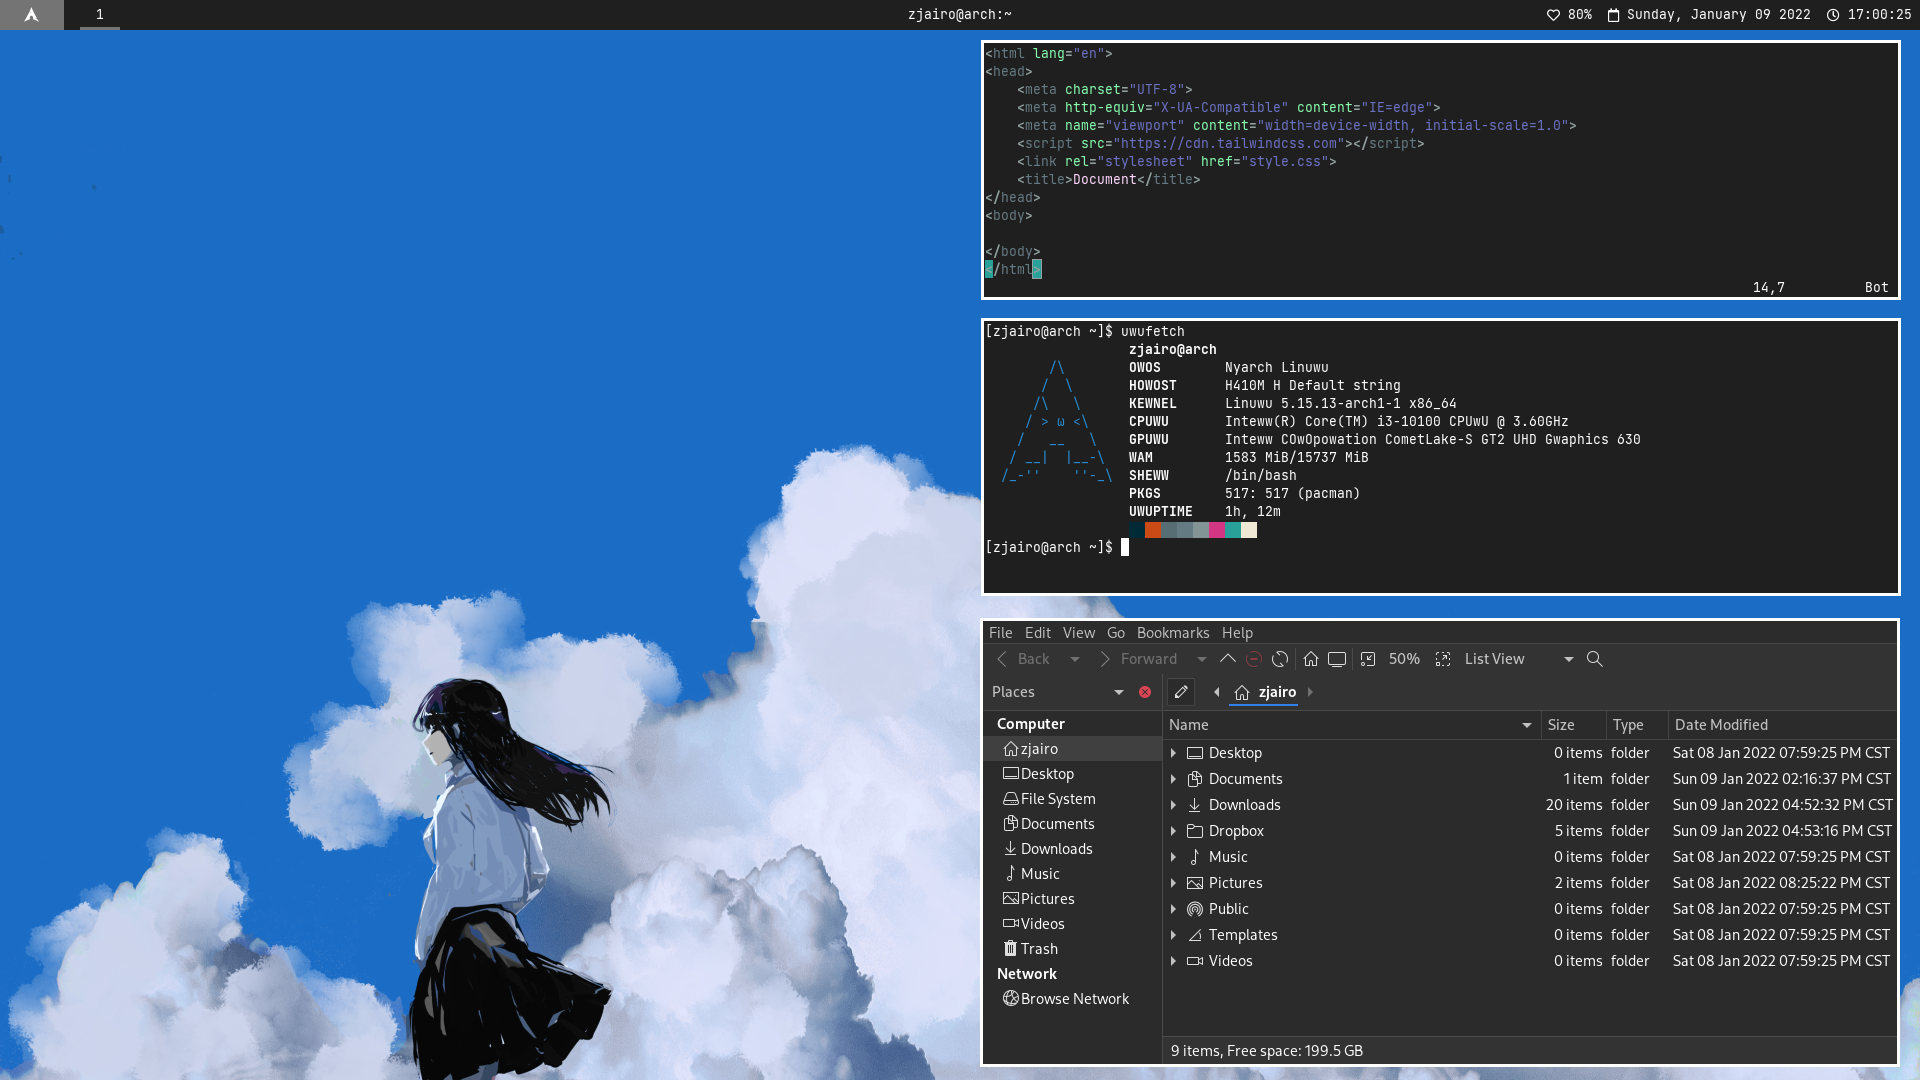 1
zjairo@arch:~
80% Sunday, January 09 2022 17:00:25
<html lang="en">
<head>
    <meta charset="UTF-8">
    <meta http-equiv="X-UA-Compatible" content="IE=edge">
    <meta name="viewport" content="width=device-width, initial-scale=1.0">
    <script src="https://cdn.tailwindcss.com"></script>
    <link rel="stylesheet" href="style.css">
    <title>Document</title>
</head>
<body>
</body>
</html>
14,7 Bot
[zjairo@arch ~]$ uwufetch
zjairo@arch
/\ OWOS Nyarch Linuwu
/  \ HOWOST H410M H Default string
/\   \ KEWNEL Linuwu 5.15.13-arch1-1 x86_64
/ > ω <\ CPUWU Inteww(R) Core(TM) i3-10100 CPUwU @ 3.60GHz
/   __   \ GPUWU Inteww COwOpowation CometLake-S GT2 UHD Gwaphics 630
/ __|  |__-\ WAM 1583 MiB/15737 MiB
/_-''    ''-_\ SHEWW /bin/bash
PKGS 517: 517 (pacman)
UWUPTIME 1h, 12m
[zjairo@arch ~]$
File Edit View Go Bookmarks Help
Back Forward 50% List View
Places zjairo
Computer
zjairo
Desktop
File System
Documents
Downloads
Music
Pictures
Videos
Trash
Network
Browse Network
Name Size Type Date Modified
Desktop 0 items folder Sat 08 Jan 2022 07:59:25 PM CST
Documents 1 item folder Sun 09 Jan 2022 02:16:37 PM CST
Downloads 20 items folder Sun 09 Jan 2022 04:52:32 PM CST
Dropbox 5 items folder Sun 09 Jan 2022 04:53:16 PM CST
Music 0 items folder Sat 08 Jan 2022 07:59:25 PM CST
Pictures 2 items folder Sat 08 Jan 2022 08:25:22 PM CST
Public 0 items folder Sat 08 Jan 2022 07:59:25 PM CST
Templates 0 items folder Sat 08 Jan 2022 07:59:25 PM CST
Videos 0 items folder Sat 08 Jan 2022 07:59:25 PM CST
9 items, Free space: 199.5 GB